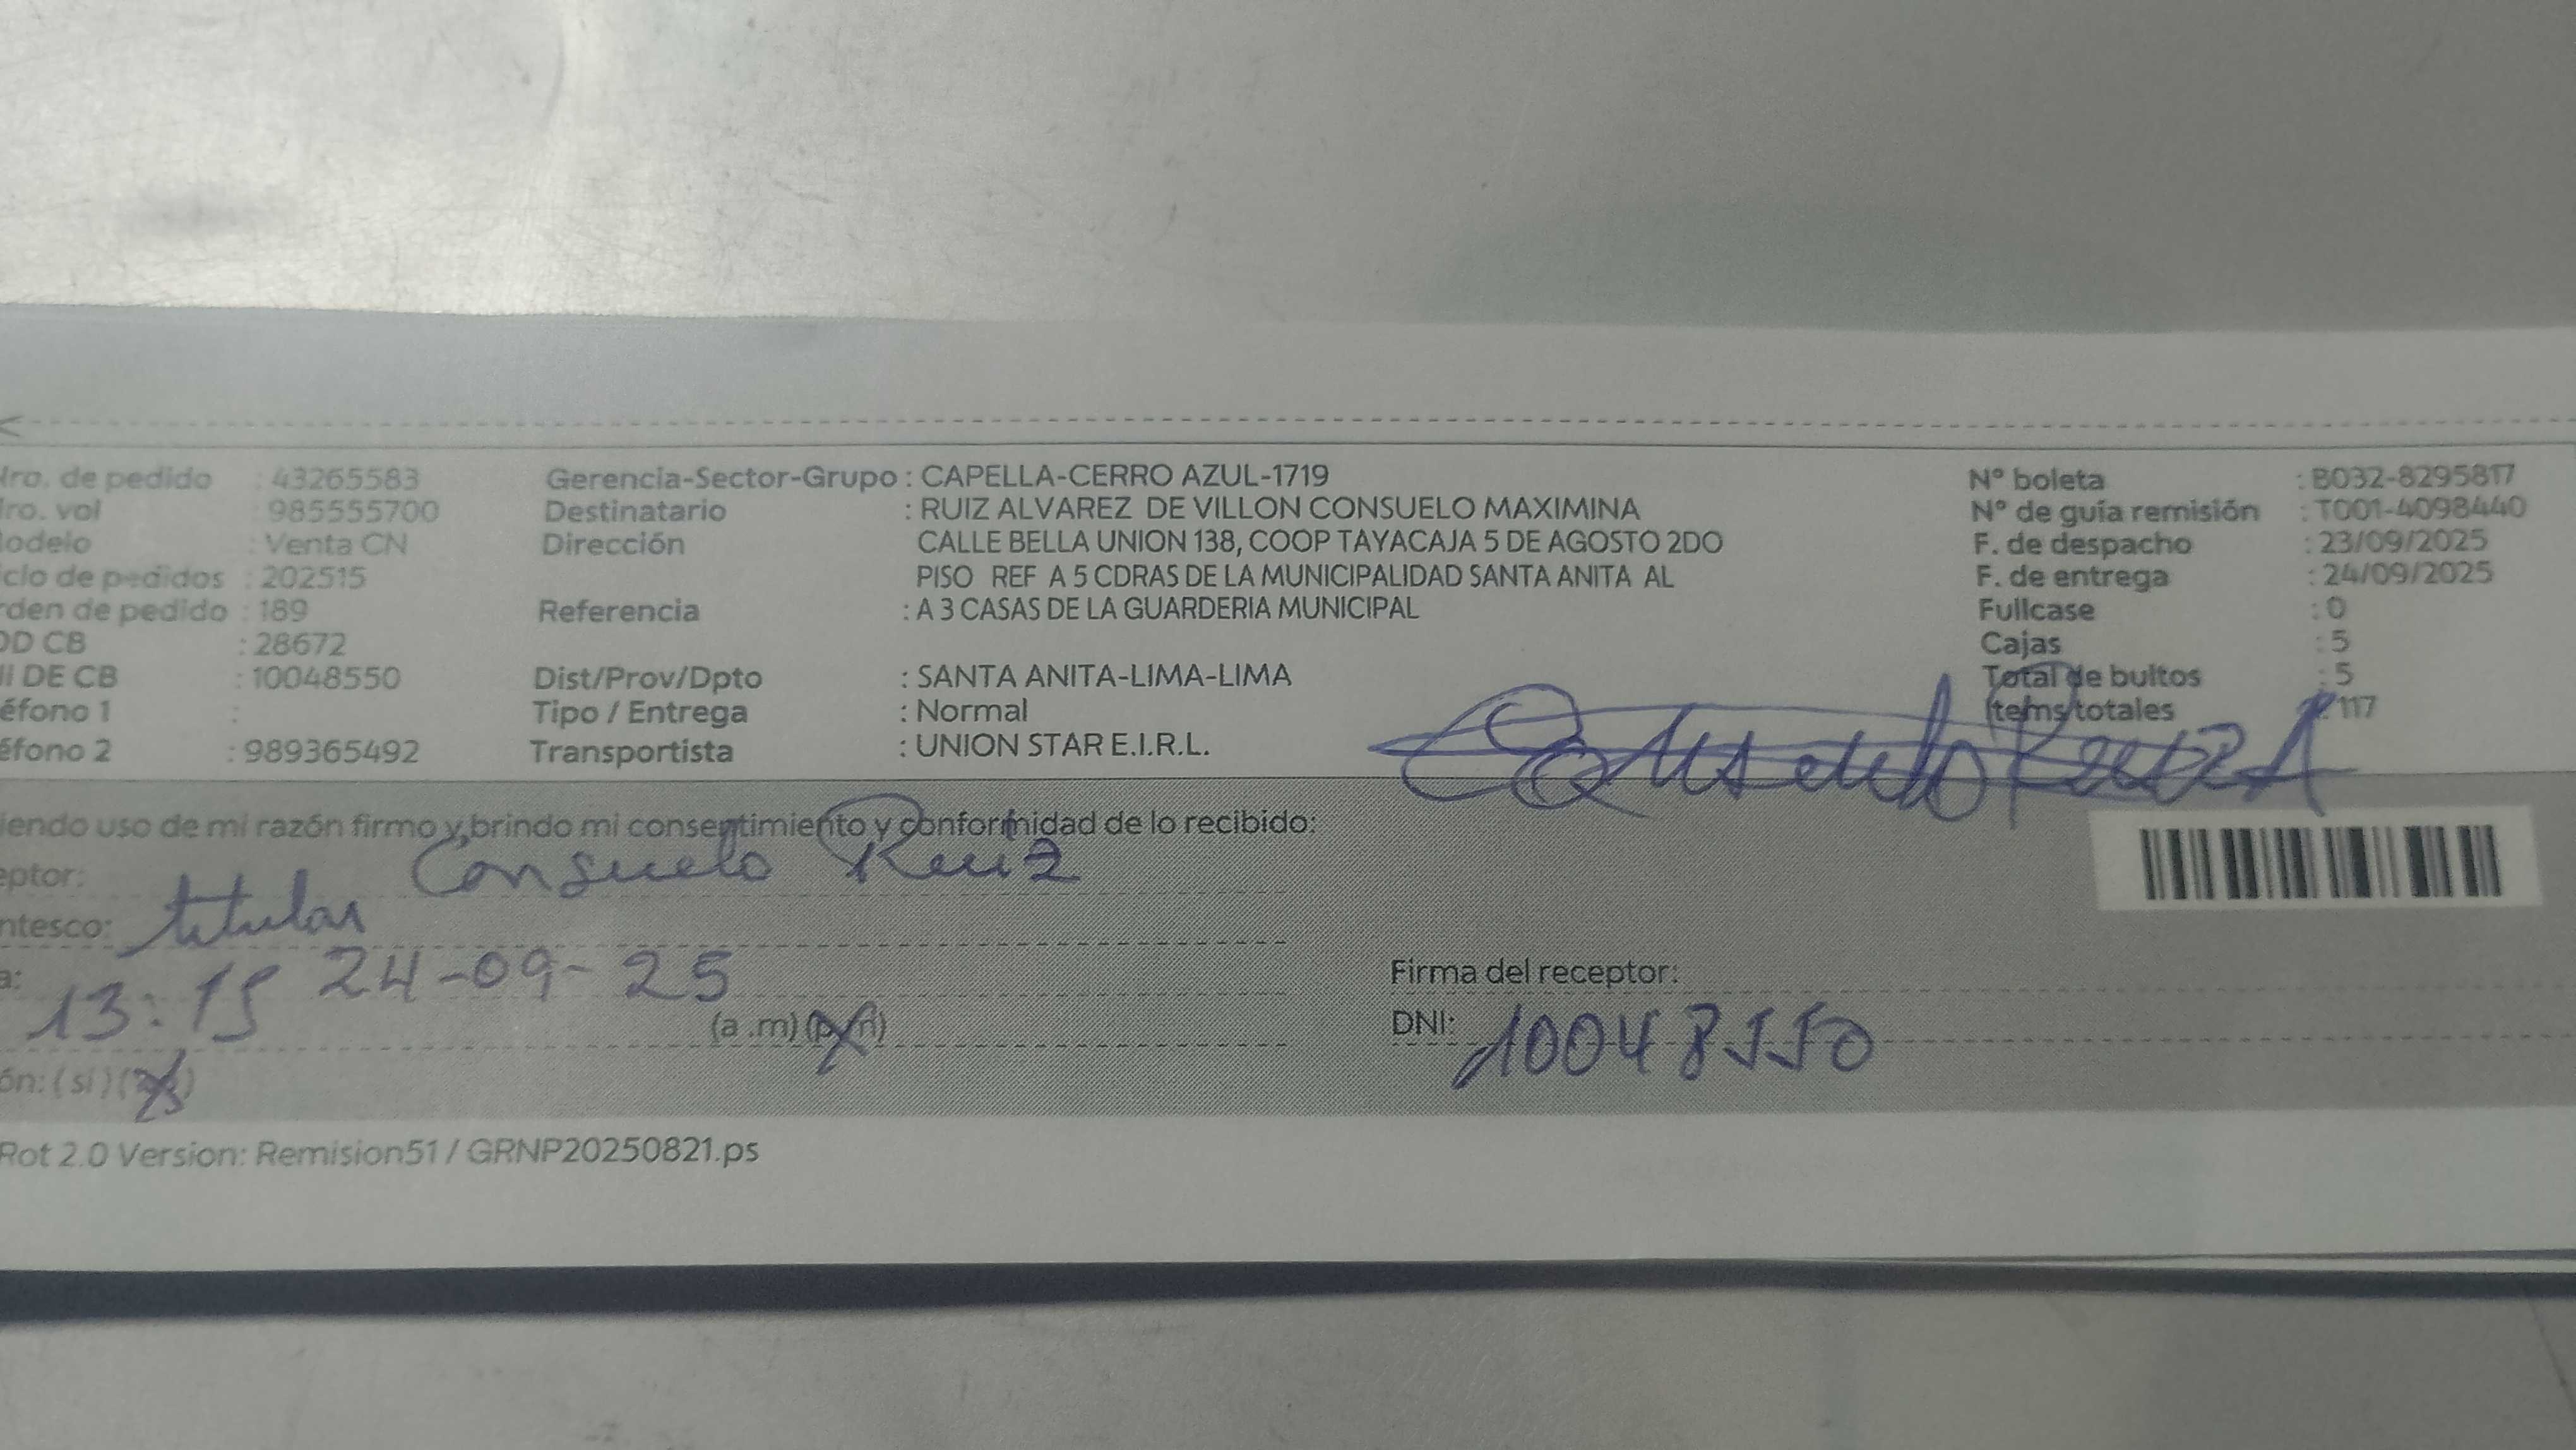 ro. de pedido : 43265583 Gerencia-Sector-Grupo : CAPELLA-CERRO AZUL-1719 N° boleta : B032-8295817
ro. vol 985555700 Destinatario : RUIZ ALVAREZ DE VILLON CONSUELO MAXIMINA N° de guía remisión : T001-4098440
odelo : Venta CN Dirección CALLE BELLA UNION 138, COOP TAYACAJA 5 DE AGOSTO 2DO F. de despacho : 23/09/2025
clo de pedidos : 202515 PISO REF A 5 CDRAS DE LA MUNICIPALIDAD SANTA ANITA AL F. de entrega : 24/09/2025
rden de pedido : 189 Referencia : A 3 CASAS DE LA GUARDERIA MUNICIPAL Fullcase : 0
OD CB : 28672 Cajas : 5
II DE CB : 10048550 Dist/Prov/Dpto : SANTA ANITA-LIMA-LIMA Total de bultos : 5
éfono 1 : Tipo / Entrega : Normal Items totales : 117
éfono 2 : 989365492 Transportista : UNION STAR E.I.R.L.
Consuelo Ruiz A
iendo uso de mi razón firmo y brindo mi consentimiento y conformidad de lo recibido:
eptor: Consuelo Ruiz
ntesco: titular
a: 13:15 24-09-25 (a .m) (p.m) Firma del receptor:
DNI: 10048550
ón: (si) (no)
Rot 2.0 Version: Remision51 / GRNP20250821.ps